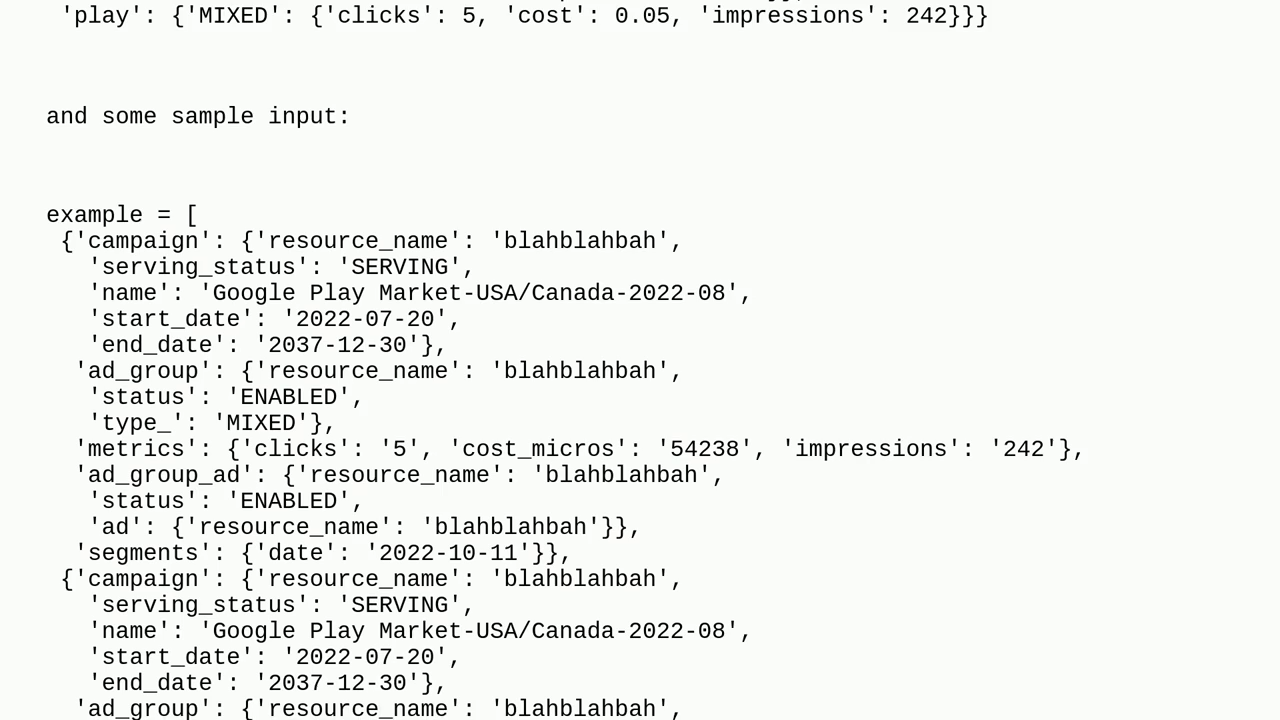 'play': {'MIXED': {'clicks': 5, 'cost': 0.05, 'impressions': 242}}}
and some sample input:
example = [
{'campaign': {'resource_name': 'blahblahbah',
'serving_status': 'SERVING',
'name': 'Google Play Market-USA/Canada-2022-08',
'start_date': '2022-07-20',
'end_date': '2037-12-30'},
'ad_group': {'resource_name': 'blahblahbah',
'status': 'ENABLED',
'type_': 'MIXED'},
'metrics': {'clicks': '5', 'cost_micros': '54238', 'impressions': '242'},
'ad_group_ad': {'resource_name': 'blahblahbah',
'status': 'ENABLED',
'ad': {'resource_name': 'blahblahbah'}},
'segments': {'date': '2022-10-11'}},
{'campaign': {'resource_name': 'blahblahbah',
'serving_status': 'SERVING',
'name': 'Google Play Market-USA/Canada-2022-08',
'start_date': '2022-07-20',
'end_date': '2037-12-30'},
'ad_group': {'resource_name': 'blahblahbah',